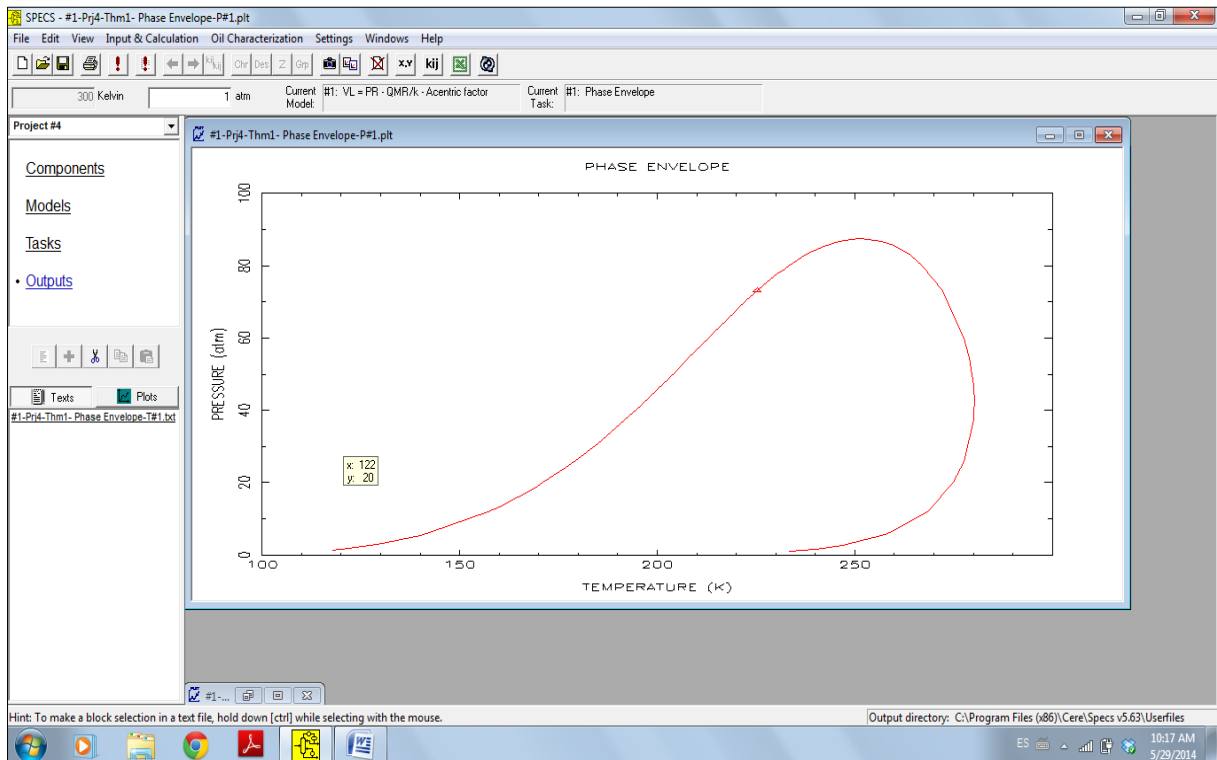 SPECS - #1-Prj4-Thm1- Phase Envelope-P#1.plt
File Edit View Input & Calculation Oil Characterization Settings Windows Help
Chr Des Z Grp x,y kij
300 Kelvin 1 atm Current Model: #1: VL = PR - QMR/k - Acentric factor Current Task: #1: Phase Envelope
Project #4
Components
Models
Tasks
• Outputs
E
Texts Plots
#1-Prj4-Thm1- Phase Envelope-T#1.txt
#1-Prj4-Thm1- Phase Envelope-P#1.plt
PHASE ENVELOPE
PRESSURE (atm)
100
80
60
40
20
0
x: 122
y: 20
100 150 200 250
TEMPERATURE (K)
#1-...
Hint: To make a block selection in a text file, hold down [ctrl] while selecting with the mouse.
Output directory: C:\Program Files (x86)\Cere\Specs v5.63\Userfiles
ES
10:17 AM
5/29/2014